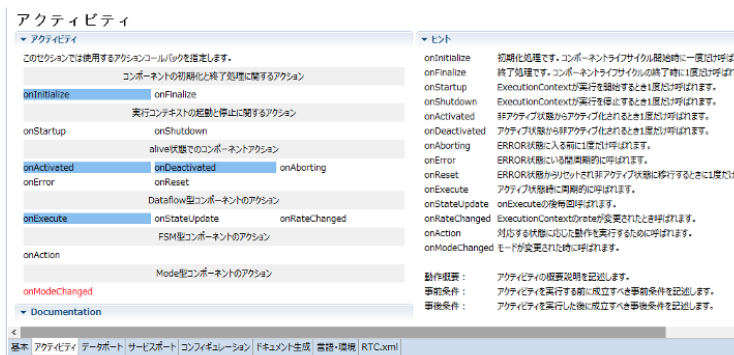 アクティビティ
アクティビティ
このセクションでは使用するアクションコールバックを指定します。
コンポーネントの初期化と終了処理に関するアクション
onInitialize onFinalize
実行コンテキストの起動と停止に関するアクション
onStartup onShutdown
alive状態でのコンポーネントアクション
onActivated onDeactivated onAborting
onError onReset
Dataflow型コンポーネントのアクション
onExecute onStateUpdate onRateChanged
FSM型コンポーネントのアクション
onAction
Mode型コンポーネントのアクション
onModeChanged
Documentation
ヒント
onInitialize 初期化処理です。コンポーネントライフサイクル開始時に一度だけ呼ば
onFinalize 終了処理です。コンポーネントライフサイクルの終了時に1度だけ呼ばれ
onStartup ExecutionContextが実行を開始するとき1度だけ呼ばれます。
onShutdown ExecutionContextが実行を停止するとき1度だけ呼ばれます。
onActivated 非アクティブ状態からアクティブ化されるとき1度だけ呼ばれます。
onDeactivated アクティブ状態から非アクティブ化されるとき1度だけ呼ばれます。
onAborting ERROR状態に入る前に1度だけ呼ばれます。
onError ERROR状態にいる間周期的に呼ばれます。
onReset ERROR状態からリセットされ非アクティブ状態に移行するときに1度だけ
onExecute アクティブ状態時に周期的に呼ばれます。
onStateUpdate onExecuteの後毎回呼ばれます。
onRateChanged ExecutionContextのrateが変更されたとき呼ばれます。
onAction 対応する状態に応じた動作を実行するために呼ばれます。
onModeChanged モードが変更された時に呼ばれます。
動作概要： アクティビティの概要説明を記述します。
事前条件： アクティビティを実行する前に成立すべき事前条件を記述します。
事後条件： アクティビティを実行した後に成立すべき事後条件を記述します。
基本 アクティビティ データポート サービスポート コンフィギュレーション ドキュメント生成 言語・環境 RTC.xml